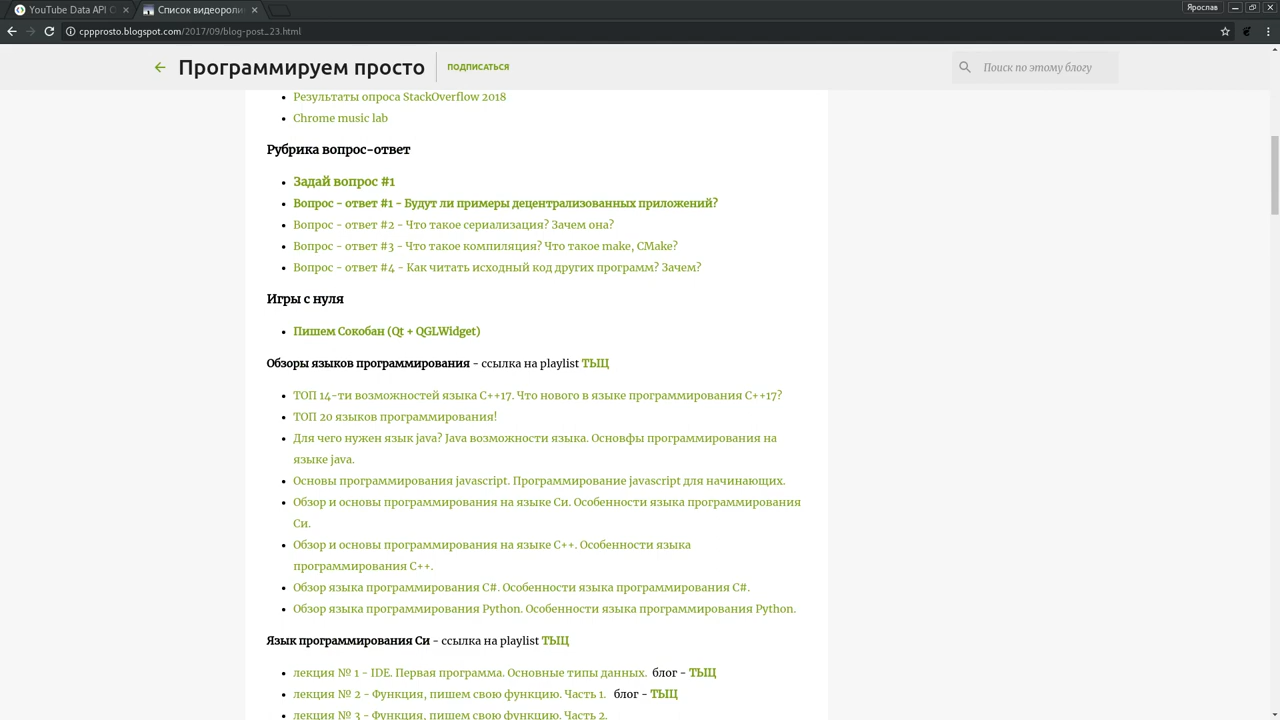 YouTube Data API
Список видеороли
Ярослав
cppprosto.blogspot.com/2017/09/blog-post_23.html
Программируем просто
ПОДПИСАТЬСЯ
Поиск по этому блогу
Результаты опроса StackOverflow 2018
Chrome music lab
Рубрика вопрос-ответ
Задай вопрос #1
Вопрос - ответ #1 - Будут ли примеры децентрализованных приложений?
Вопрос - ответ #2 - Что такое сериализация? Зачем она?
Вопрос - ответ #3 - Что такое компиляция? Что такое make, CMake?
Вопрос - ответ #4 - Как читать исходный код других программ? Зачем?
Игры с нуля
Пишем Сокобан (Qt + QGLWidget)
Обзоры языков программирования - ссылка на playlist ТЫЦ
ТОП 14-ти возможностей языка C++17. Что нового в языке программирования C++17?
ТОП 20 языков программирования!
Для чего нужен язык java? Java возможности языка. Основфы программирования на
языке java.
Основы программирования javascript. Программирование javascript для начинающих.
Обзор и основы программирования на языке Си. Особенности языка программирования
Си.
Обзор и основы программирования на языке C++. Особенности языка
программирования C++.
Обзор языка программирования C#. Особенности языка программирования C#.
Обзор языка программирования Python. Особенности языка программирования Python.
Язык программирования Си - ссылка на playlist ТЫЦ
лекция № 1 - IDE. Первая программа. Основные типы данных. блог - ТЫЦ
лекция № 2 - Функция, пишем свою функцию. Часть 1. блог - ТЫЦ
лекция № 3 - Функция, пишем свою функцию. Часть 2.